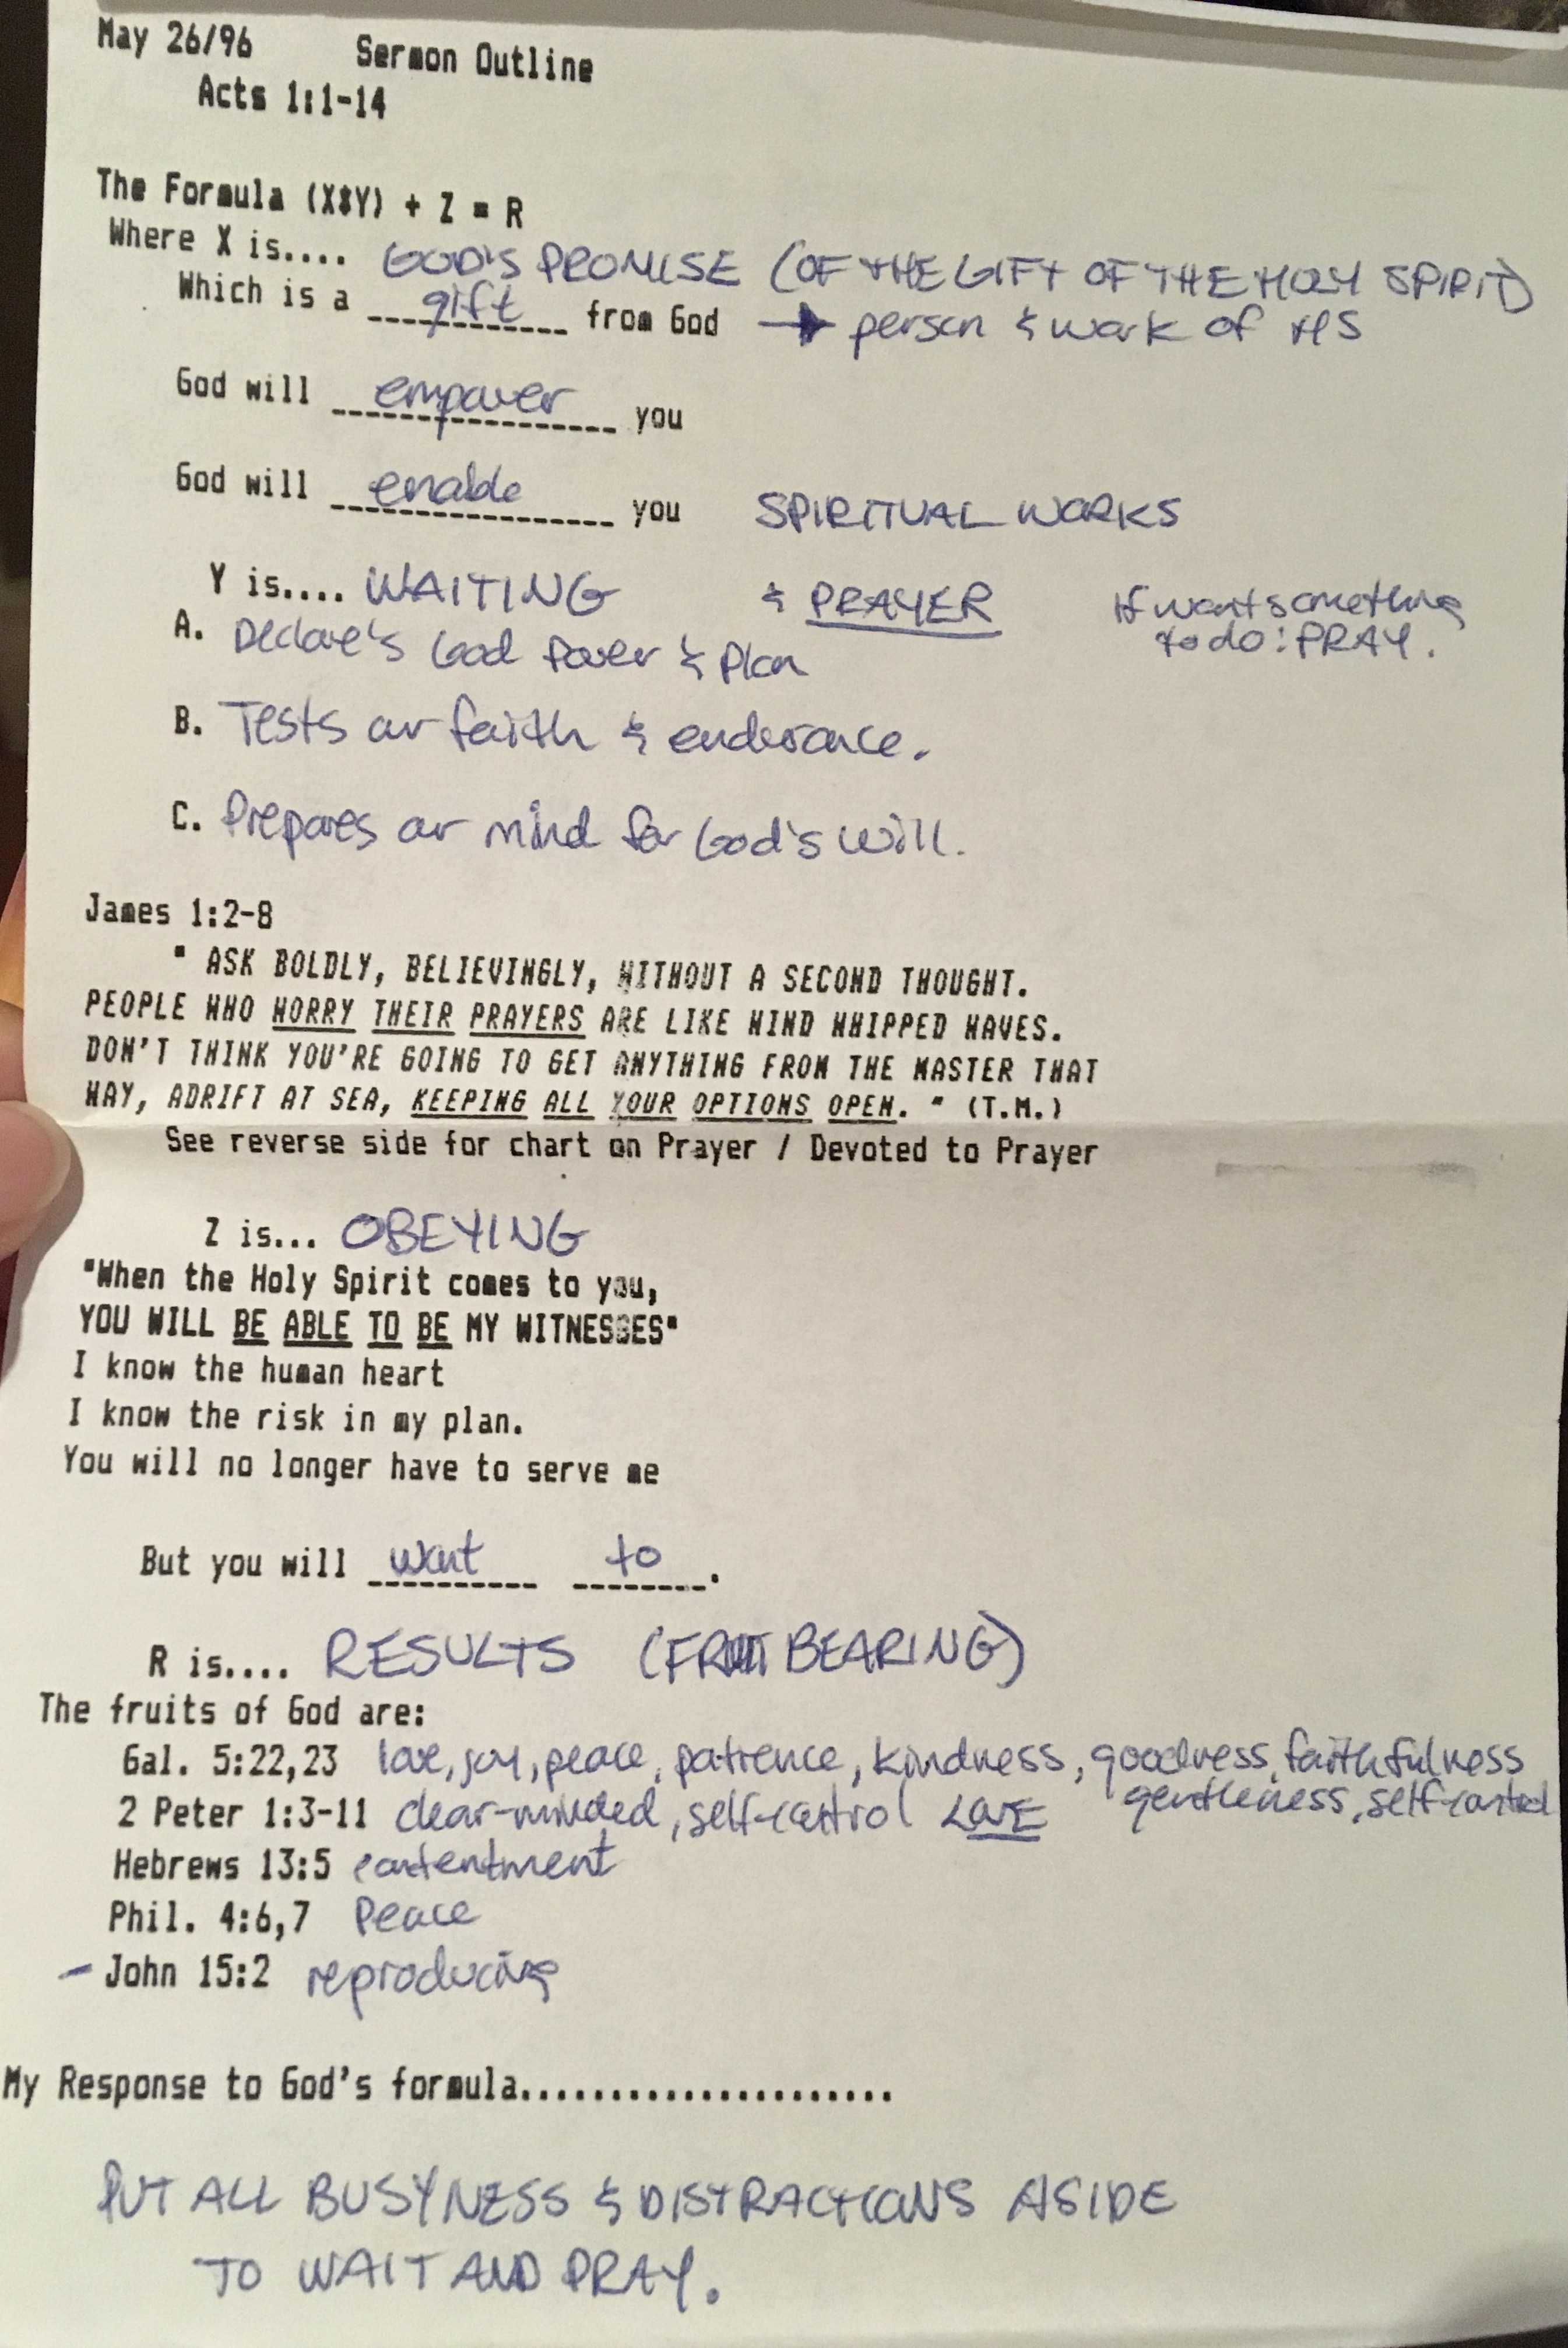 May 26/96 Sermon Outline
Acts 1:1-14
The Formula (X*Y) + Z = R
Where X is.... GOD'S PROMISE (OF THE GIFT OF THE HOLY SPIRIT)
Which is a gift from God → person & work of HS
God will empower you
God will enable you SPIRITUAL WORKS
Y is.... WAITING & PRAYER If want something
to do: PRAY.
A. Declare's God Power & Plan
B. Tests our faith & endurance.
C. Prepares our mind for God's will.
James 1:2-8
" ASK BOLDLY, BELIEVINGLY, WITHOUT A SECOND THOUGHT.
PEOPLE WHO WORRY THEIR PRAYERS ARE LIKE WIND WHIPPED WAVES.
DON'T THINK YOU'RE GOING TO GET ANYTHING FROM THE MASTER THAT
WAY, ADRIFT AT SEA, KEEPING ALL YOUR OPTIONS OPEN. " (T.M.)
See reverse side for chart on Prayer / Devoted to Prayer
Z is... OBEYING
"When the Holy Spirit comes to you,
YOU WILL BE ABLE TO BE MY WITNESSES"
I know the human heart
I know the risk in my plan.
You will no longer have to serve me
But you will want to.
R is.... RESULTS (FRUIT BEARING)
The fruits of God are:
Gal. 5:22,23 love, joy, peace, patience, kindness, goodness, faithfulness
gentleness, self-control
2 Peter 1:3-11 clear-minded, self-control LOVE
Hebrews 13:5 contentment
Phil. 4:6,7 Peace
- John 15:2 reproducing
My Response to God's formula......................
PUT ALL BUSYNESS & DISTRACTIONS ASIDE
TO WAIT AND PRAY.